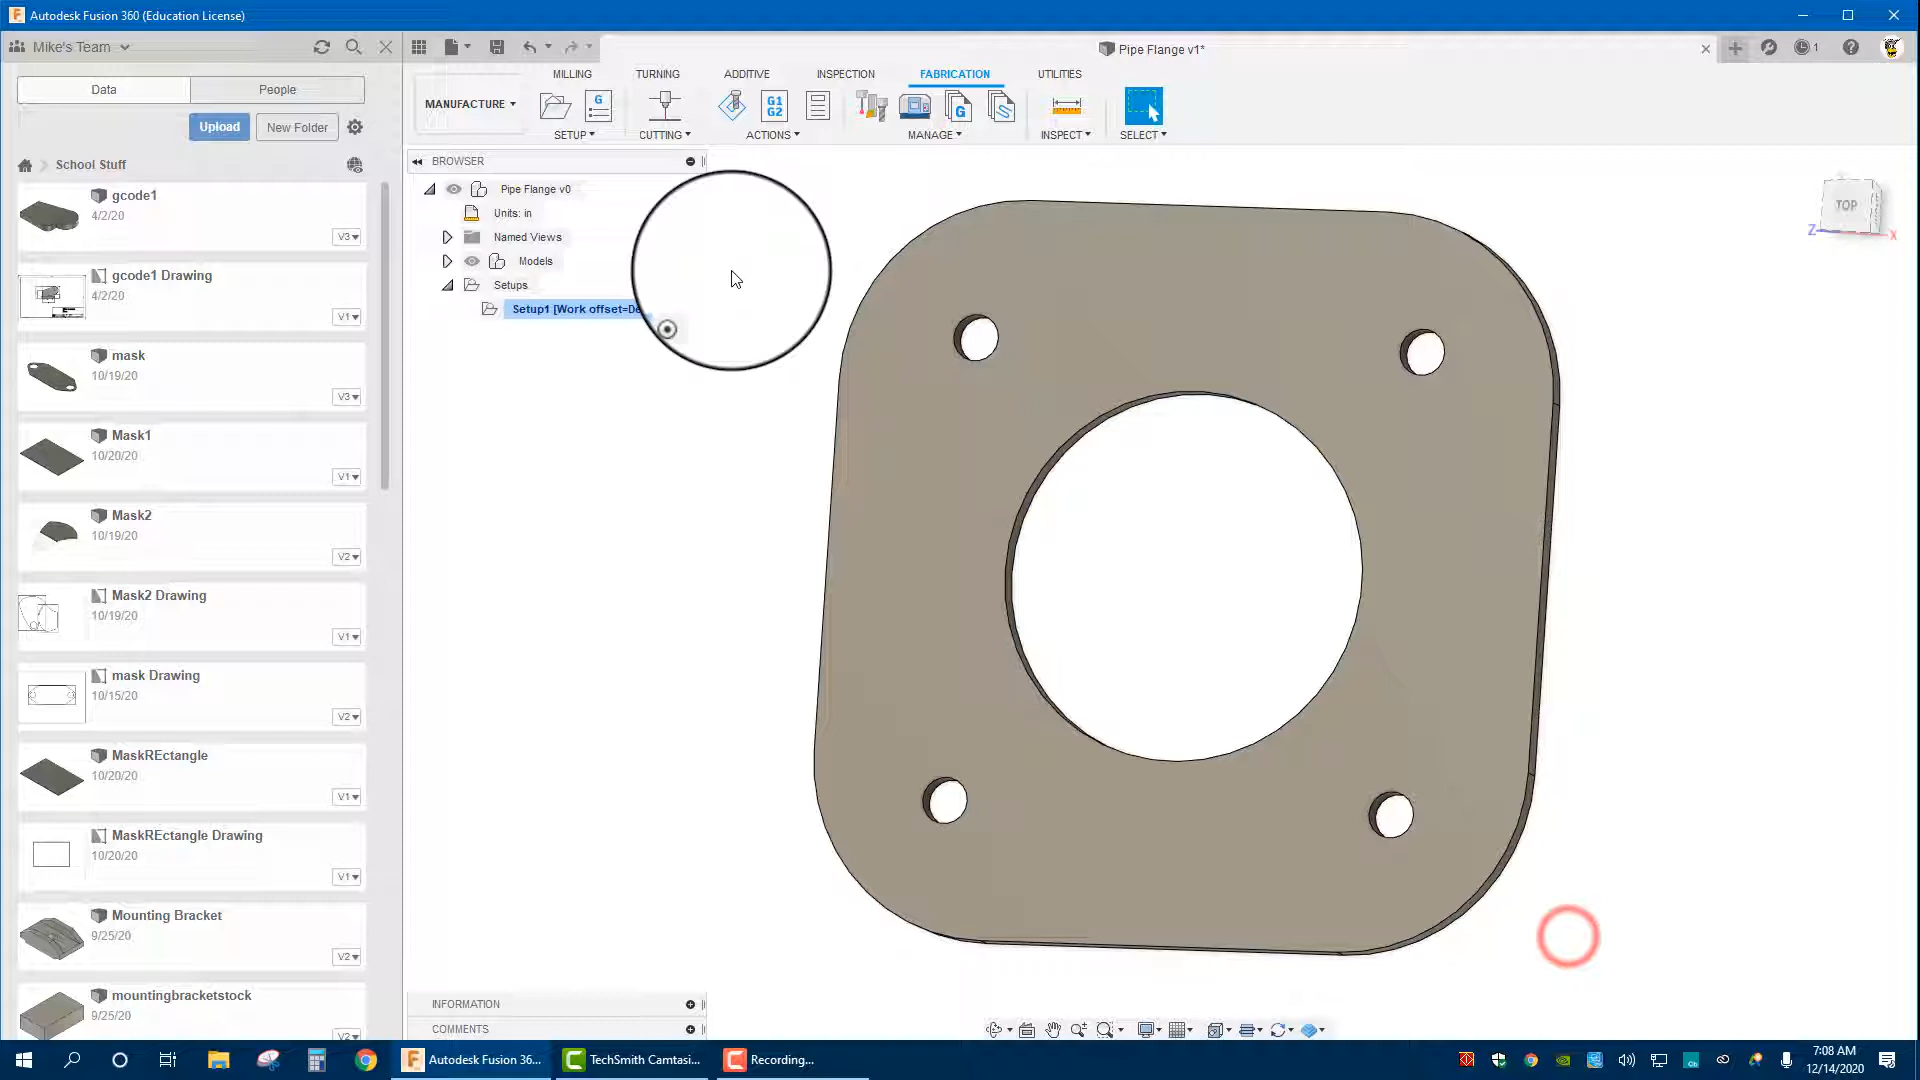 Autodesk Fusion 360 (Education License)
Mike's Team
Pipe Flange v1*
1
Data
People
Upload
New Folder
School Stuff
gcode1
4/2/20
V3
gcode1 Drawing
4/2/20
V1
mask
10/19/20
V3
Mask1
10/20/20
V1
Mask2
10/19/20
V2
Mask2 Drawing
10/19/20
V1
mask Drawing
10/15/20
V2
MaskREctangle
10/20/20
V1
MaskREctangle Drawing
10/20/20
V1
Mounting Bracket
9/25/20
V2
mountingbracketstock
9/25/20
V2
MILLING
TURNING
ADDITIVE
INSPECTION
FABRICATION
UTILITIES
MANUFACTURE
G
G1
G2
G
SETUP
CUTTING
ACTIONS
MANAGE
INSPECT
SELECT
BROWSER
Pipe Flange v0
Units: in
Named Views
Models
Setups
Setup1 [Work offset=De
TOP
Z
X
INFORMATION
COMMENTS
Autodesk Fusion 36...
TechSmith Camtasi...
Recording...
7:08 AM
12/14/2020